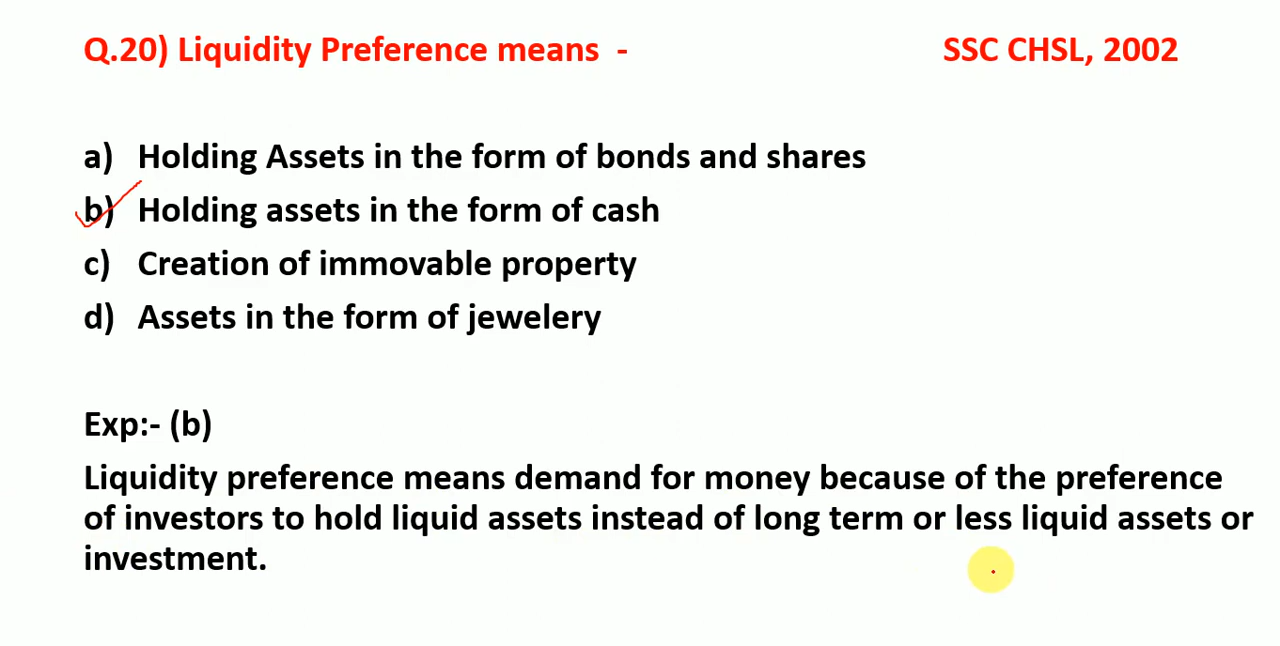 Q.20) Liquidity Preference means - SSC CHSL, 2002
a) Holding Assets in the form of bonds and shares
b) Holding assets in the form of cash
c) Creation of immovable property
d) Assets in the form of jewelery
Exp:- (b)
Liquidity preference means demand for money because of the preference
of investors to hold liquid assets instead of long term or less liquid assets or
investment.